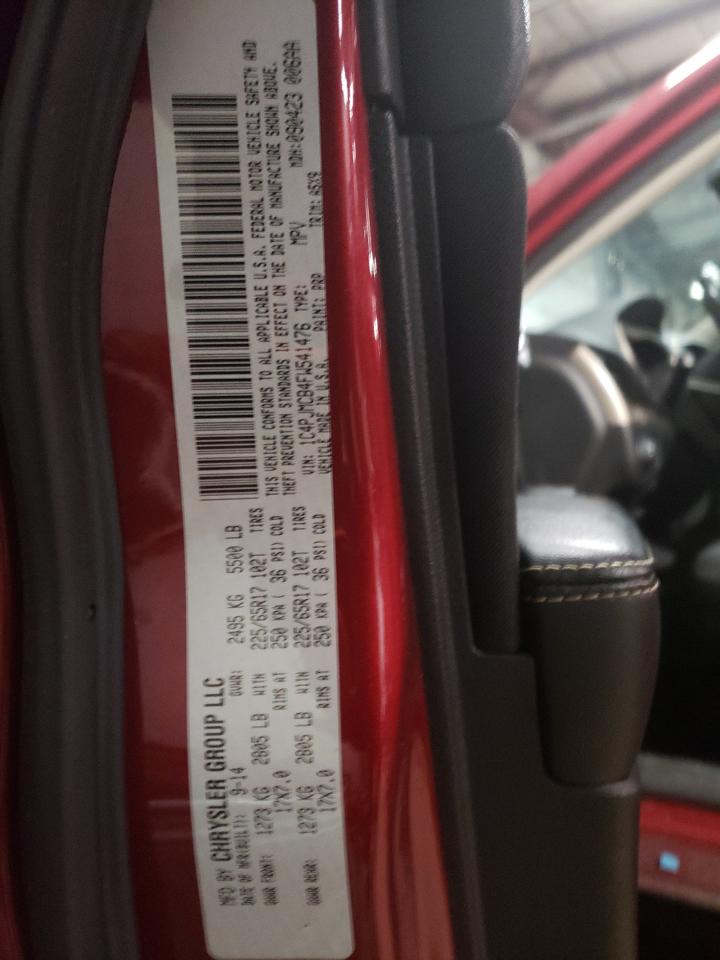 MFD BY CHRYSLER GROUP LLC
DATE OF MFR(BUILT): 9-14 GVWR: 2495 KG 5500 LB
GAWR FRONT: 1273 KG 2805 LB WITH 225/65R17 102T TIRES
17X7.0 RIMS AT 250 KPA ( 36 PSI) COLD
GAWR REAR: 1273 KG 2805 LB WITH 225/65R17 102T TIRES
17X7.0 RIMS AT 250 KPA ( 36 PSI) COLD
THIS VEHICLE CONFORMS TO ALL APPLICABLE U.S.A. FEDERAL MOTOR VEHICLE SAFETY AND
THEFT PREVENTION STANDARDS IN EFFECT ON THE DATE OF MANUFACTURE SHOWN ABOVE.
VIN: 1C4PJMCB4FW541476 TYPE: MPV MDH: 090423 006AA
VEHICLE MADE IN U.S.A. PAINT: PRP TRIM: A5X9